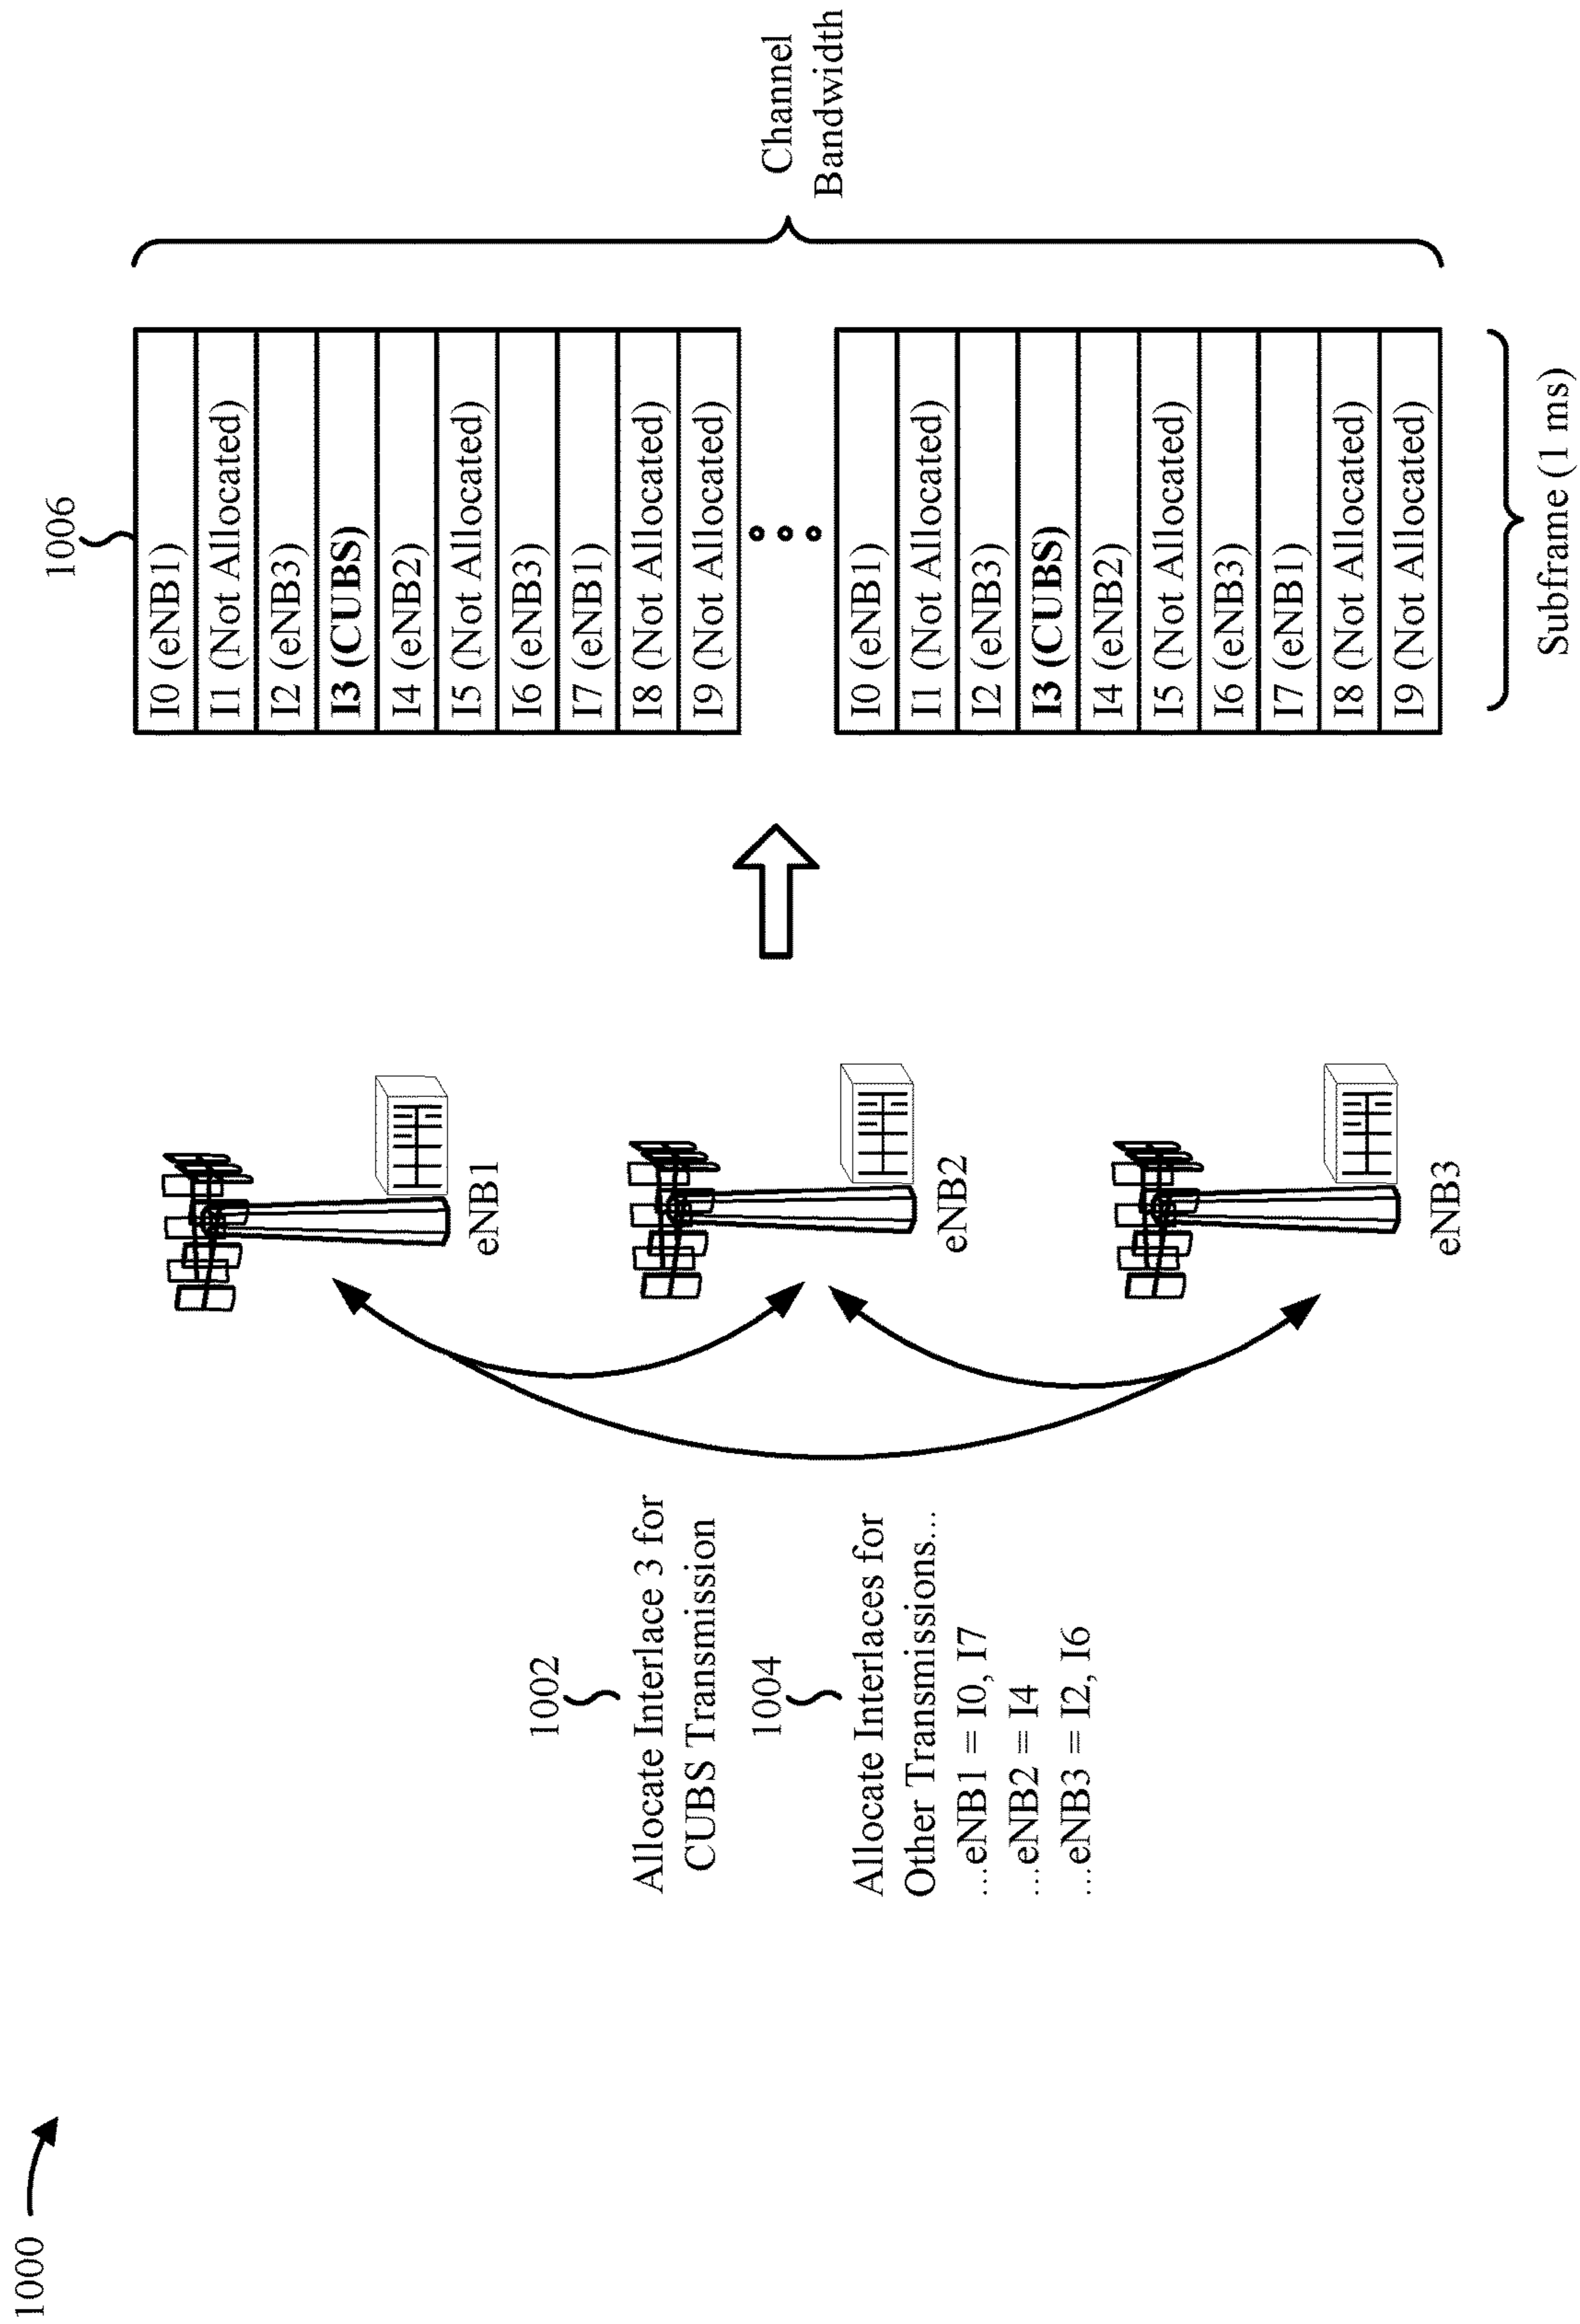 1000
1002
Allocate Interlace 3 for
CUBS Transmission
1004
Allocate Interlaces for
Other Transmissions...
...eNB1 = I0, I7
...eNB2 = I4
...eNB3 = I2, I6
eNB1
eNB2
eNB3
1006
I0 (eNB1)
I1 (Not Allocated)
I2 (eNB3)
I3 (CUBS)
I4 (eNB2)
I5 (Not Allocated)
I6 (eNB3)
I7 (eNB1)
I8 (Not Allocated)
I9 (Not Allocated)
I0 (eNB1)
I1 (Not Allocated)
I2 (eNB3)
I3 (CUBS)
I4 (eNB2)
I5 (Not Allocated)
I6 (eNB3)
I7 (eNB1)
I8 (Not Allocated)
I9 (Not Allocated)
Channel
Bandwidth
Subframe (1 ms)